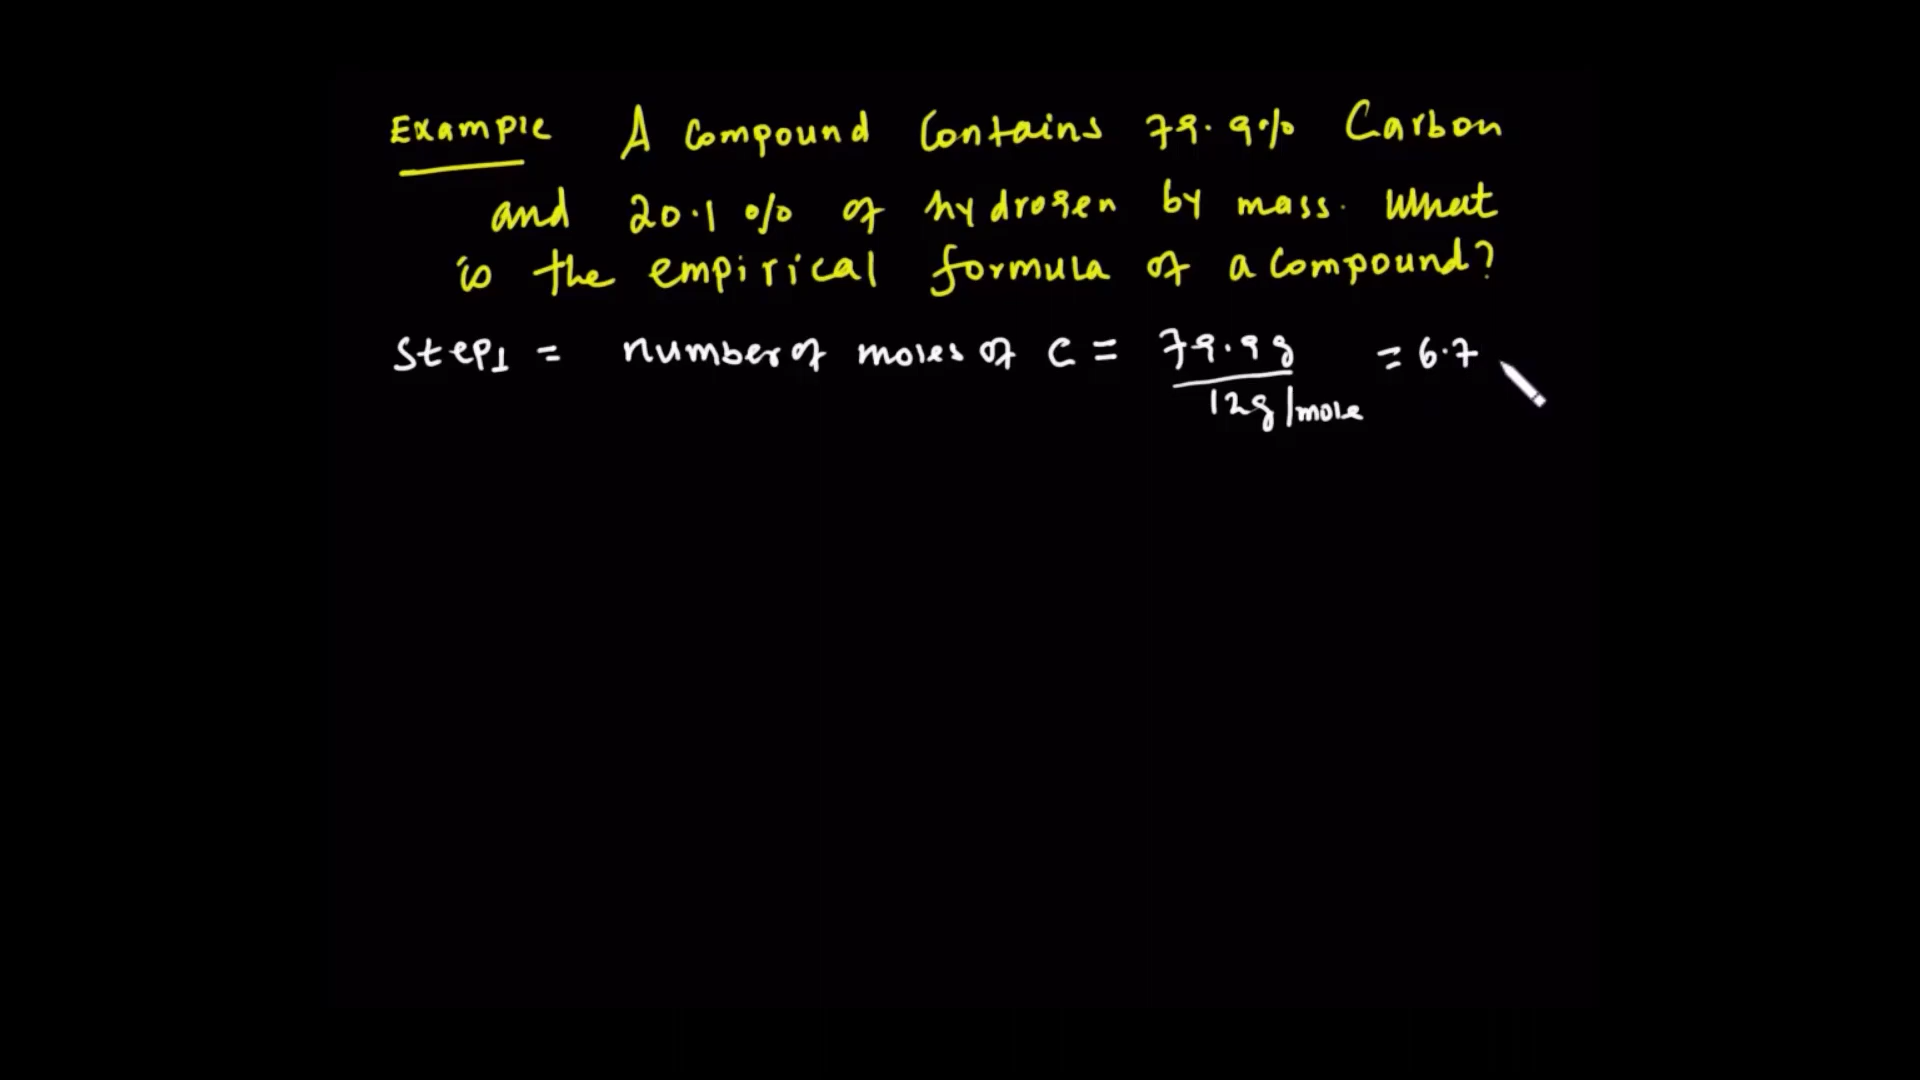 Example A Compound Contains 79.9% Carbon
and 20.1% of hydrogen by mass. What
is the empirical formula of a Compound?
Step1 = number of moles of C = 79.9g = 6.7
12g/mole